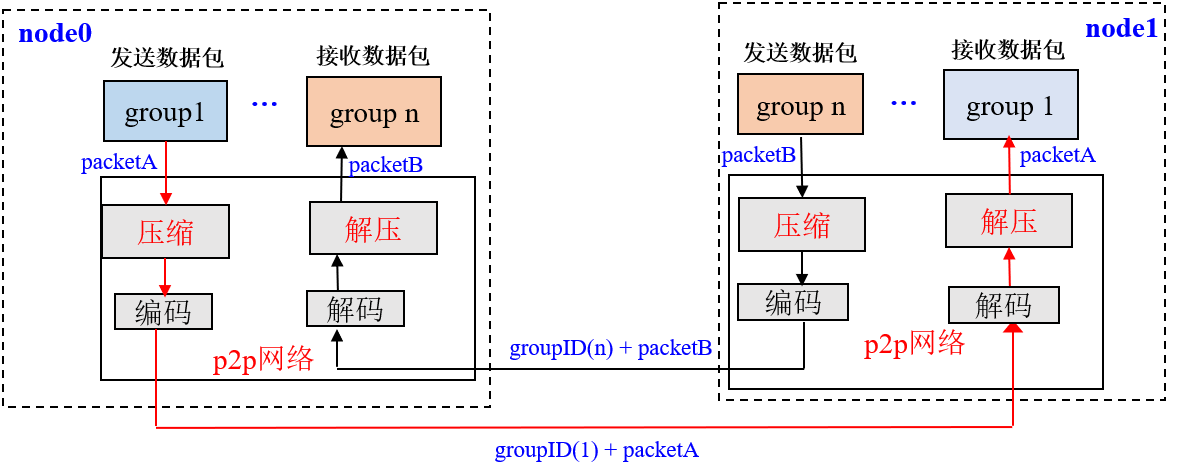 node0
发送数据包
接收数据包
group1
...
group n
packetA
packetB
压缩
解压
编码
解码
p2p网络
node1
发送数据包
接收数据包
group n
...
group 1
packetB
packetA
压缩
解压
编码
解码
p2p网络
groupID(n) + packetB
groupID(1) + packetA